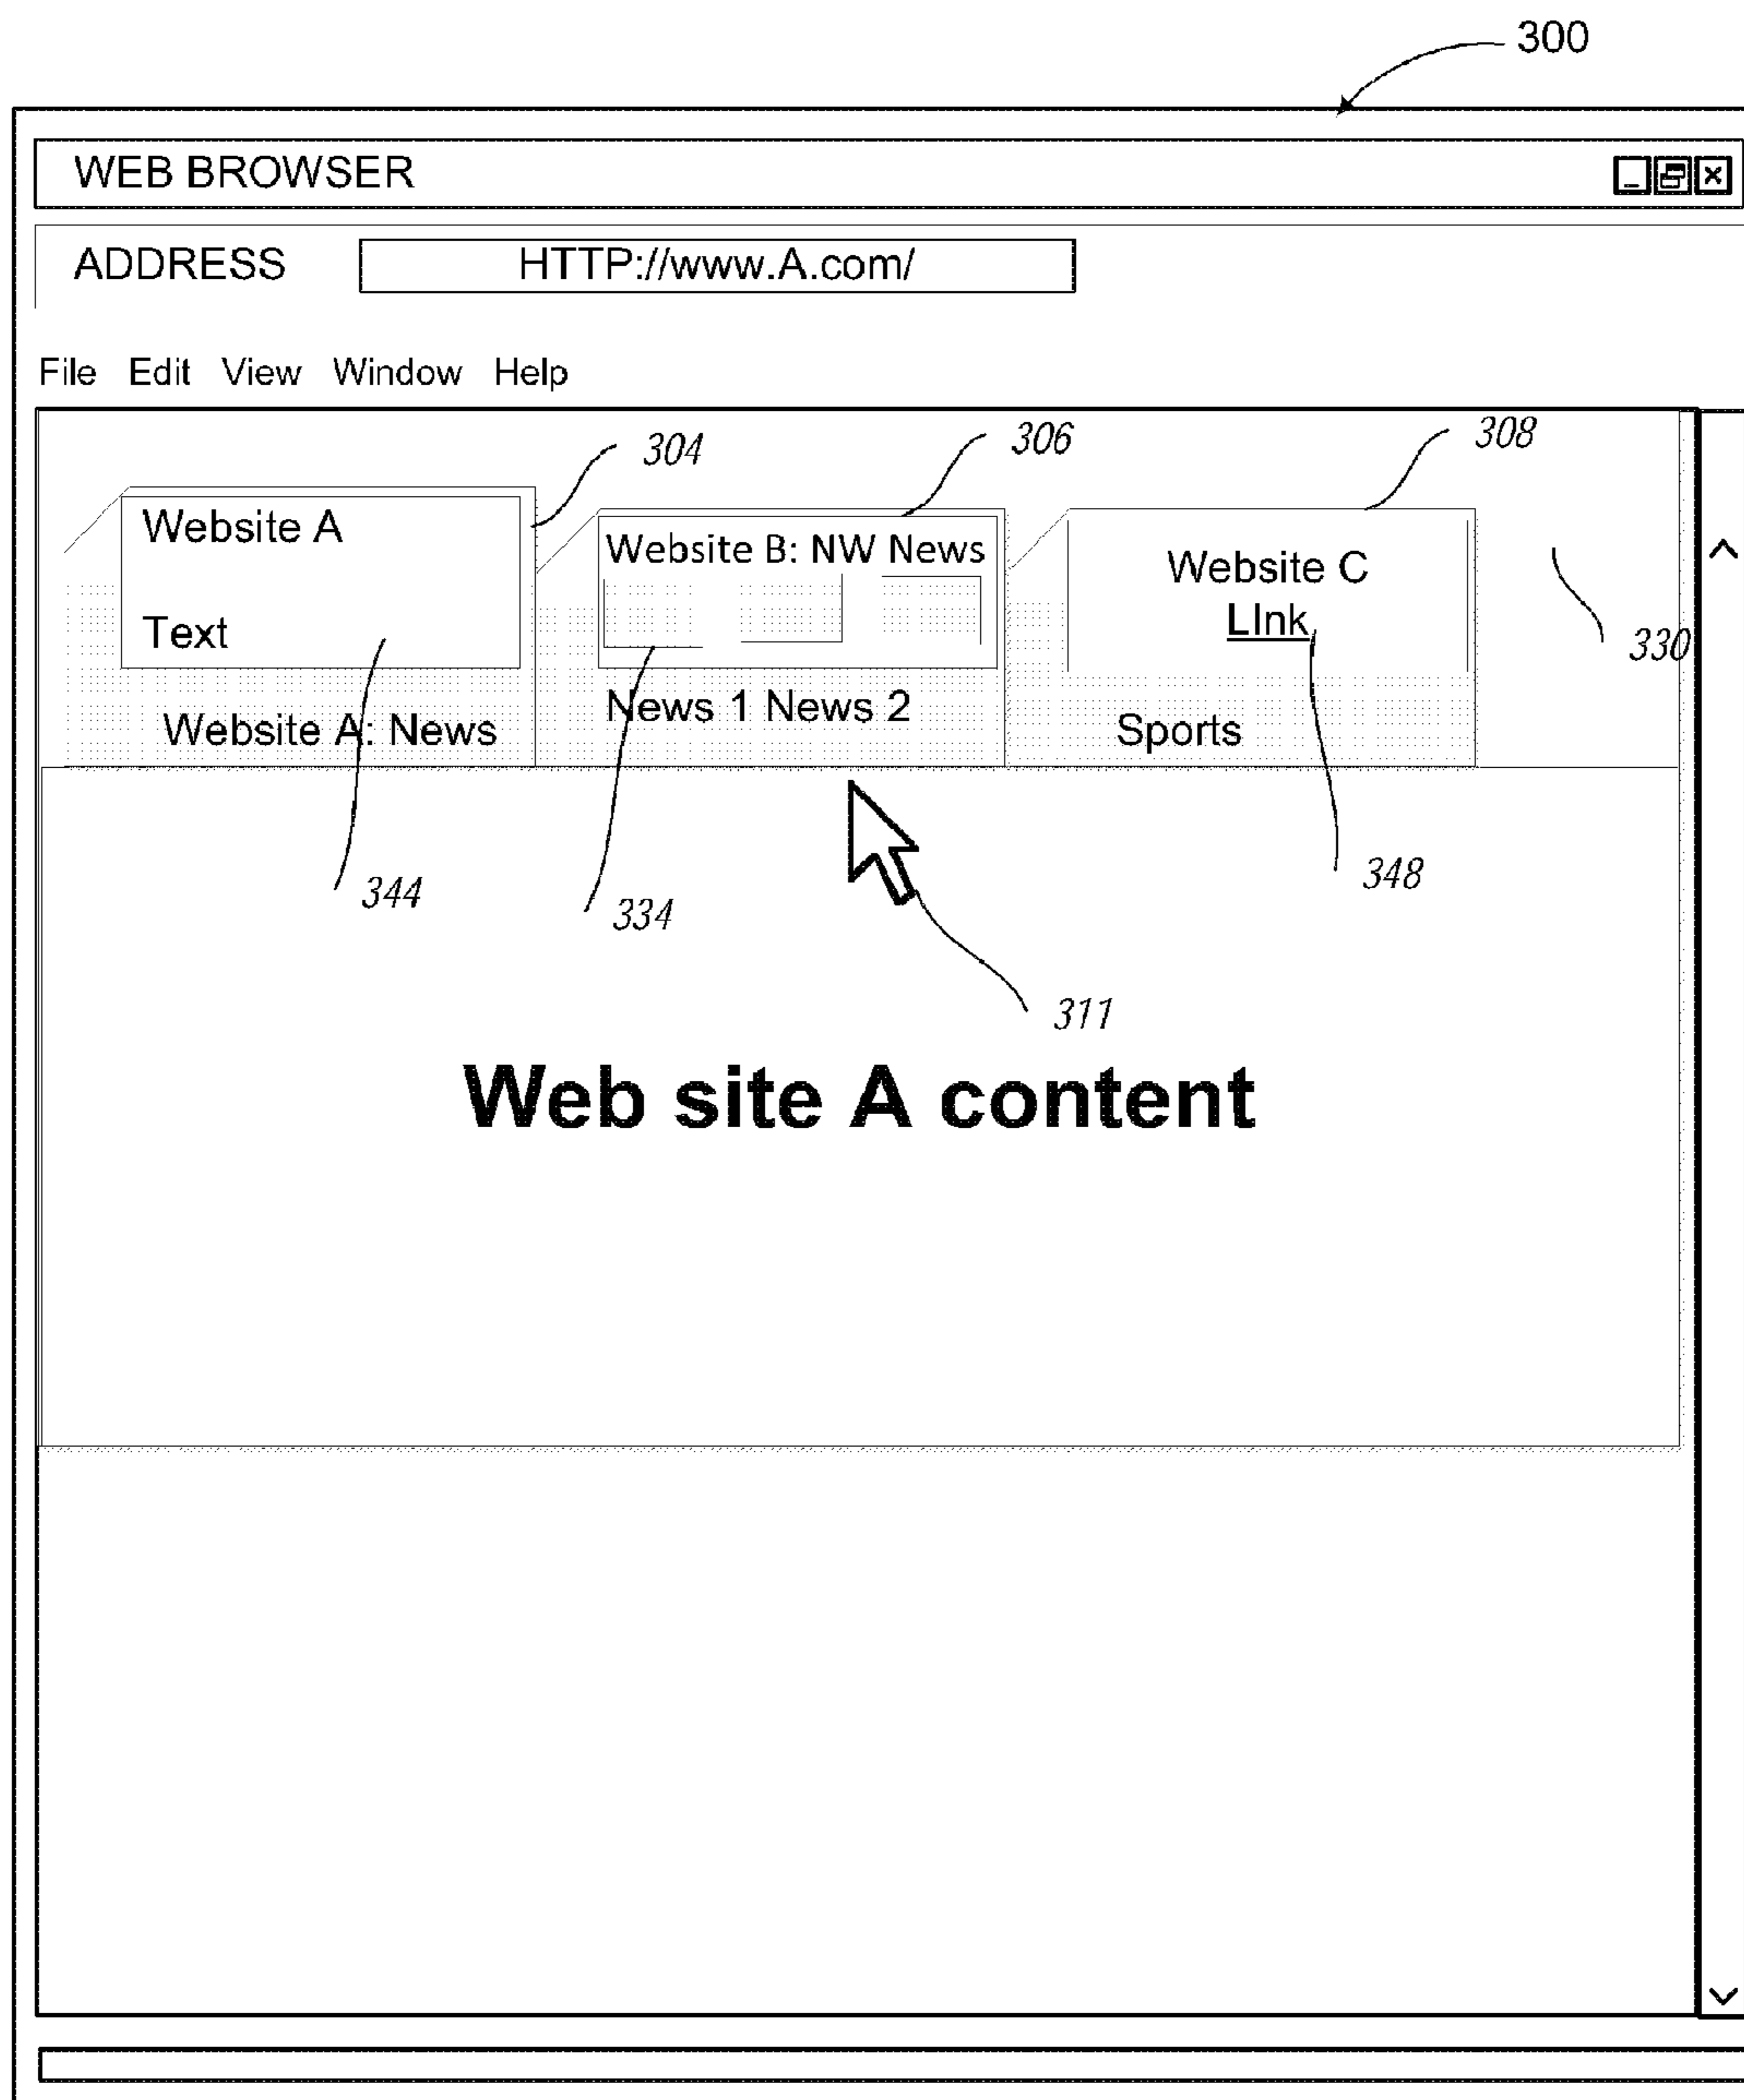 300
WEB BROWSER
ADDRESS HTTP://www.A.com/
File Edit View Window Help
304 306 308
Website A Website B: NW News Website C
Text LInk 330
Website A: News News 1 News 2 Sports
344 334 348
311
Web site A content